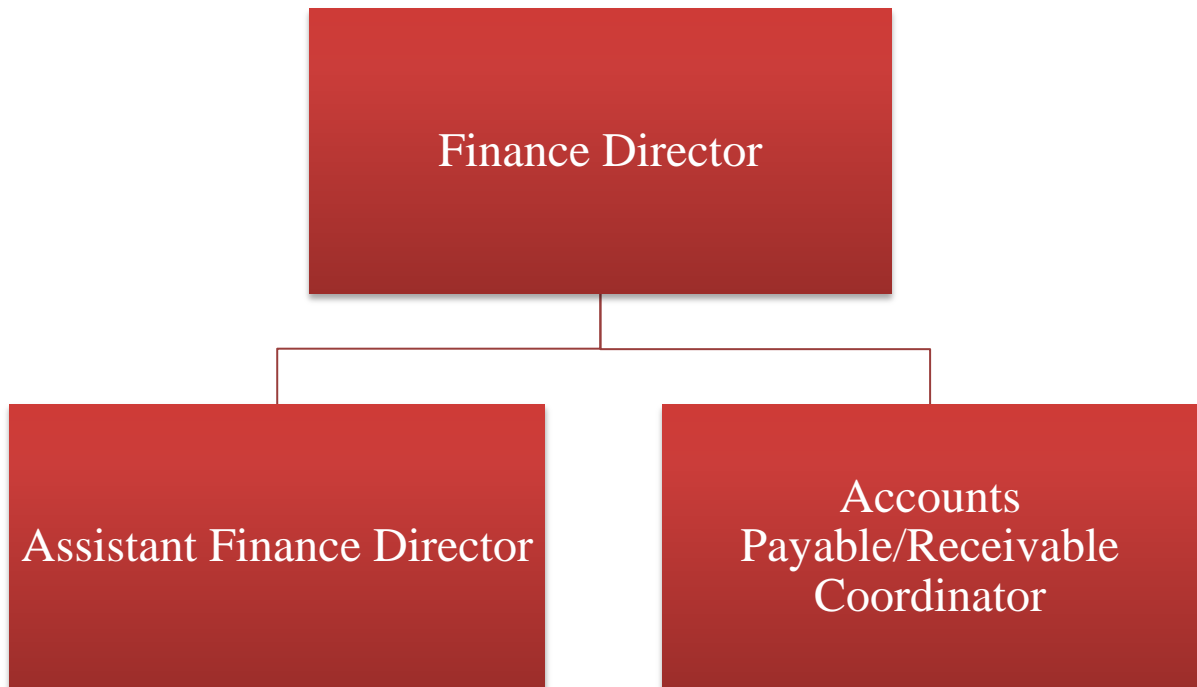 Finance Director
Assistant Finance Director
Accounts
Payable/Receivable
Coordinator